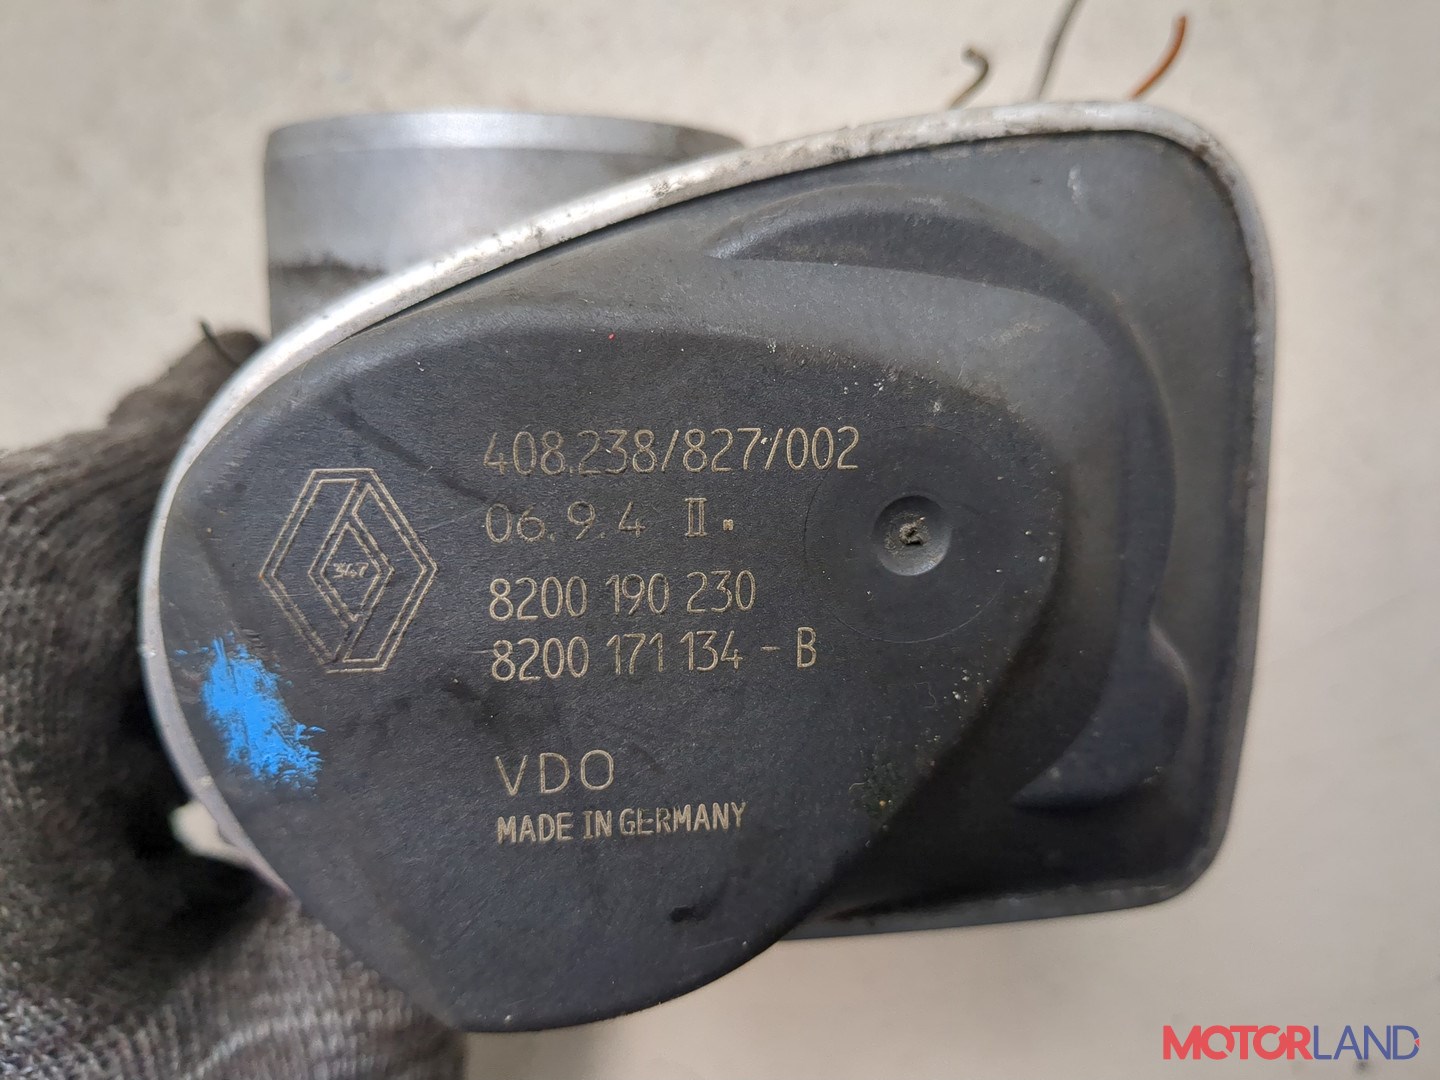 408.238/827/002
06.9.4 II
8200 190 230
8200 171 134 - B
VDO
MADE IN GERMANY
MOTORLAND